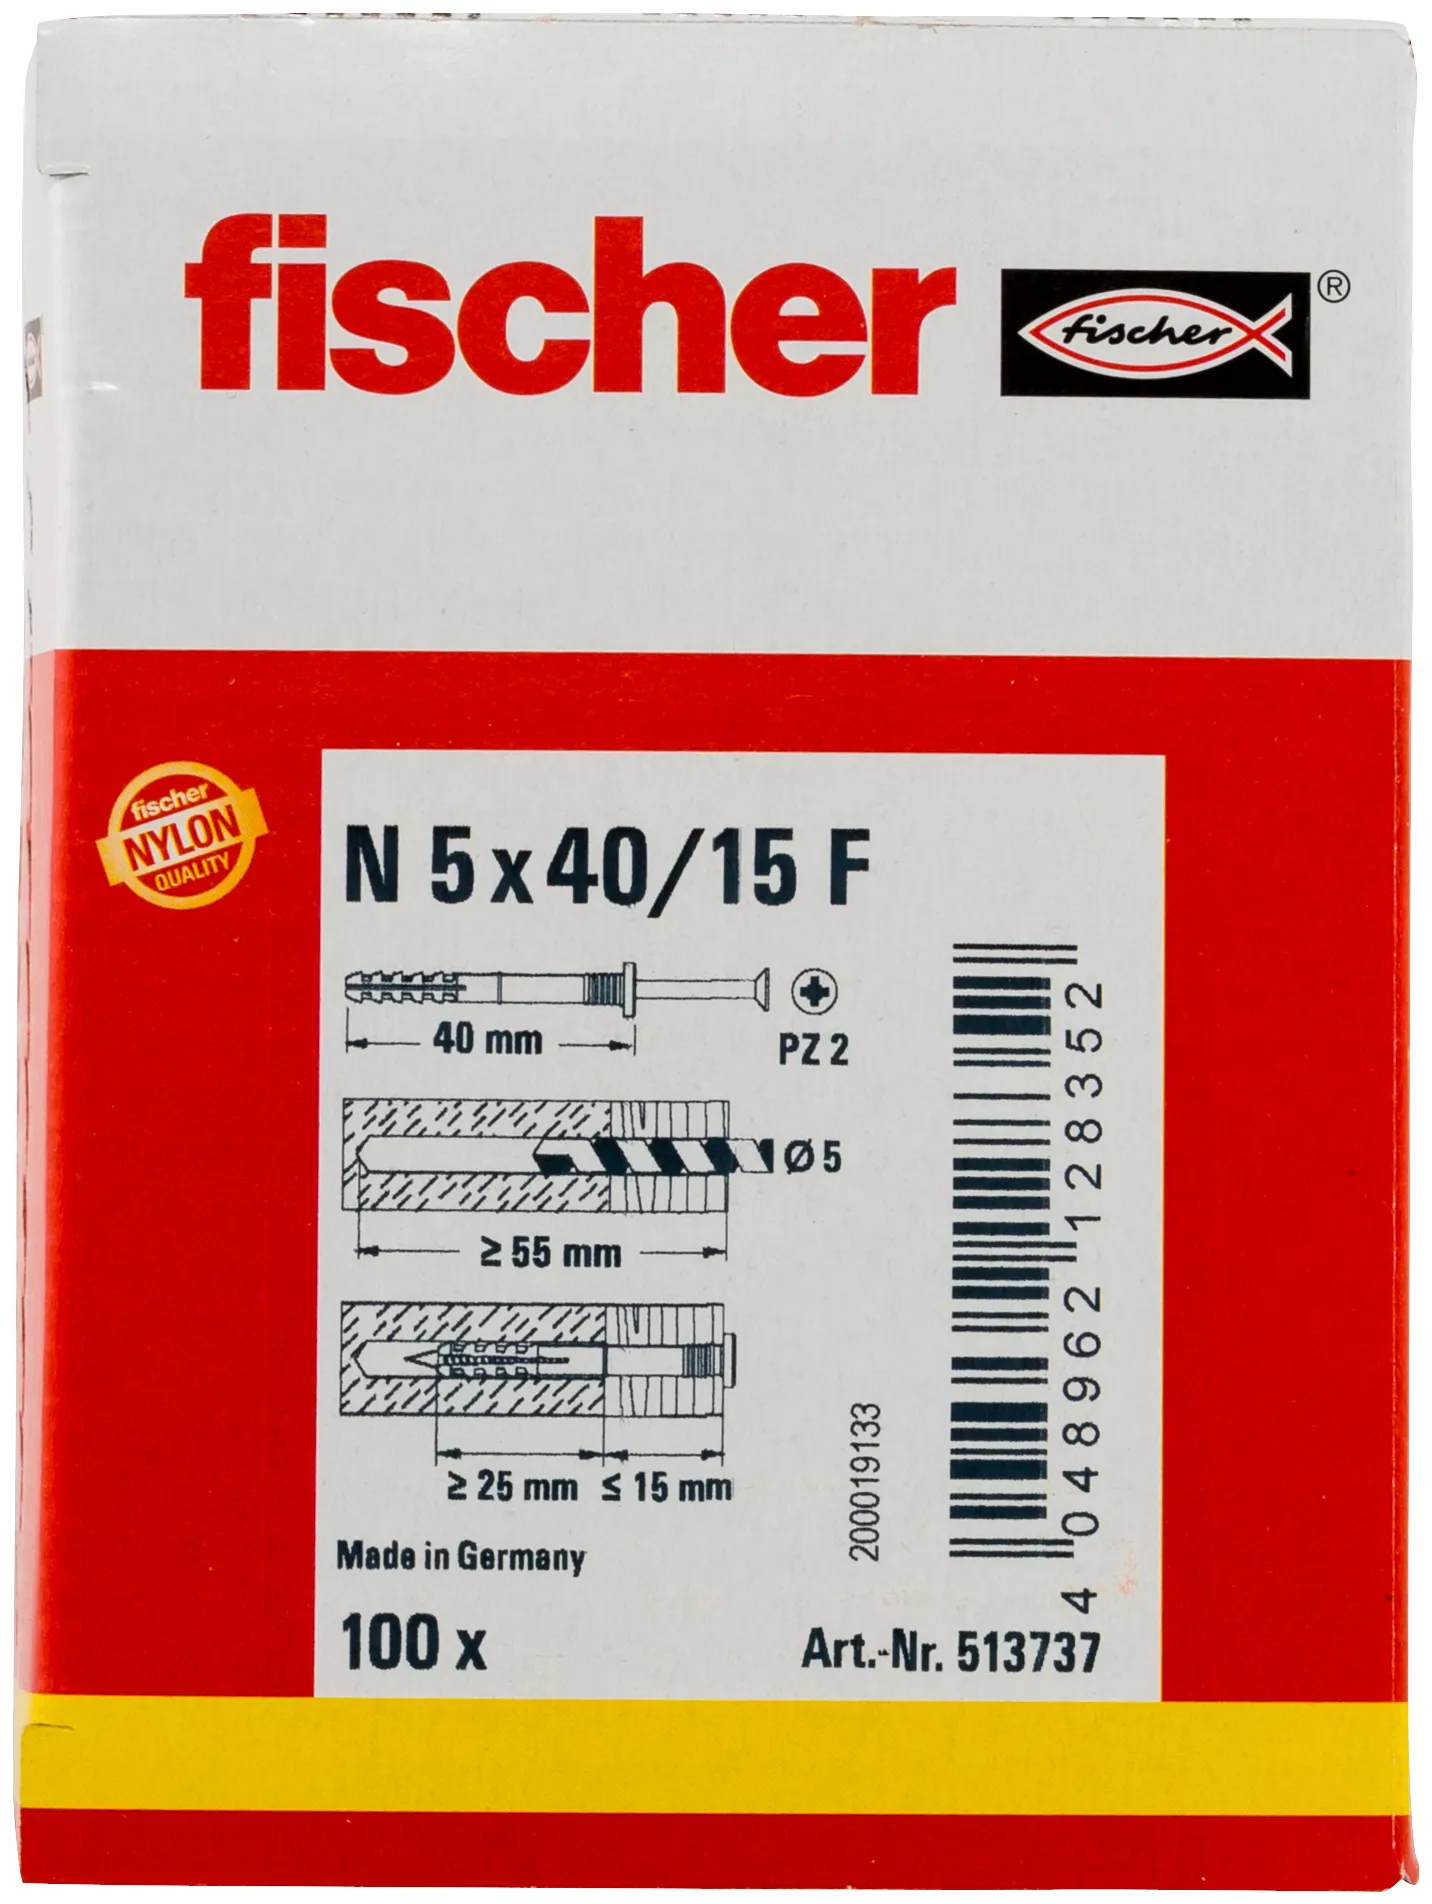 fischer
fischer ®
fischer
NYLON
QUALITY
N 5 x 40/15 F
40 mm
PZ 2
Ø 5
≥ 55 mm
≥ 25 mm ≤ 15 mm
Made in Germany
100 x
Art.-Nr. 513737
20019133
4 048962 128352